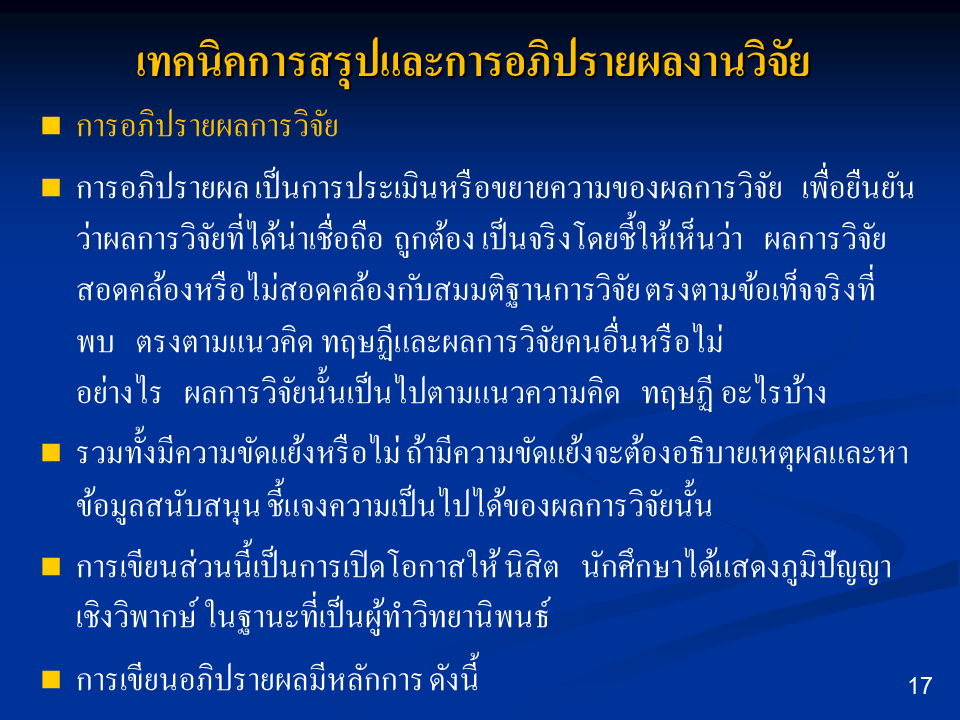 เทคนิคการสรุปและการอภิปรายผลงานวิจัย
การอภิปรายผลการวิจัย
การอภิปรายผล เป็นการประเมินหรือขยายความของผลการวิจัย เพื่อยืนยัน
ว่าผลการวิจัยที่ได้น่าเชื่อถือ ถูกต้อง เป็นจริงโดยชี้ให้เห็นว่า ผลการวิจัย
สอดคล้องหรือไม่สอดคล้องกับสมมติฐานการวิจัย ตรงตามข้อเท็จจริงที่
พบ ตรงตามแนวคิด ทฤษฏีและผลการวิจัยคนอื่นหรือไม่
อย่างไร ผลการวิจัยนั้นเป็นไปตามแนวความคิด ทฤษฏี อะไรบ้าง
รวมทั้งมีความขัดแย้งหรือไม่ ถ้ามีความขัดแย้งจะต้องอธิบายเหตุผลและหา
ข้อมูลสนับสนุน ชี้แจงความเป็นไปได้ของผลการวิจัยนั้น
การเขียนส่วนนี้เป็นการเปิดโอกาสให้ นิสิต นักศึกษาได้แสดงภูมิปัญญา
เชิงวิพากษ์ ในฐานะที่เป็นผู้ทำวิทยานิพนธ์
การเขียนอภิปรายผลมีหลักการ ดังนี้
17